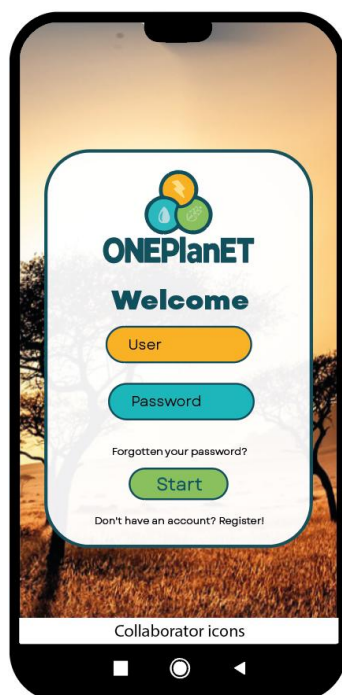 ONEPlanET
Welcome
User
Password
Forgotten your password?
Start
Don't have an account? Register!
Collaborator icons